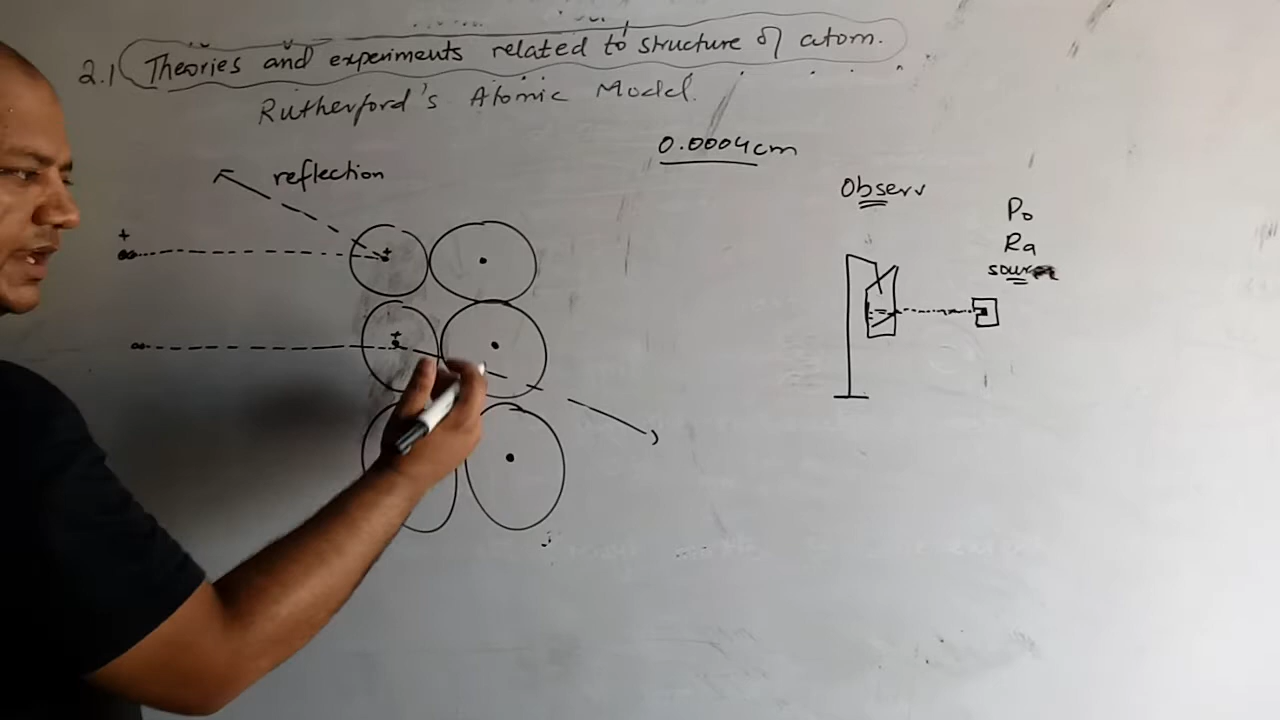 2.1 Theories and experiments related to structure of atom.
Rutherford's Atomic Model.
0.0004cm
reflection
Observ
Po
Ra
source
+
+
+